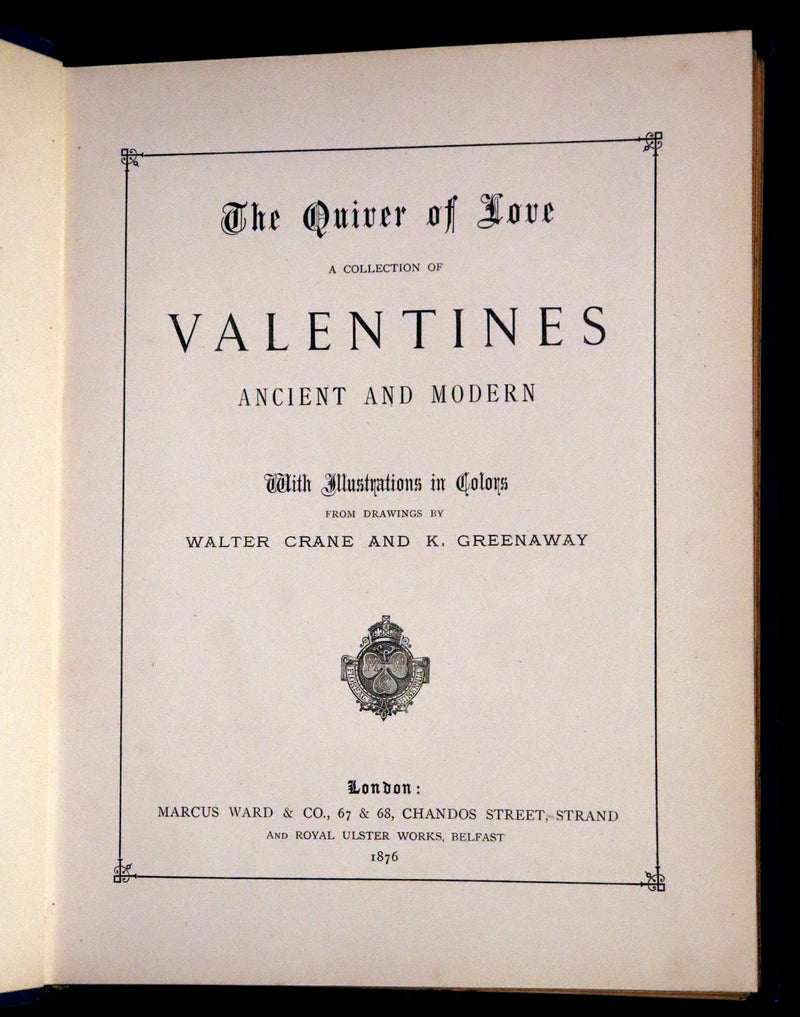 The Quiver of Love
A COLLECTION OF
VALENTINES
ANCIENT AND MODERN
With Illustrations in Colors
FROM DRAWINGS BY
WALTER CRANE AND K. GREENAWAY
London:
MARCUS WARD & CO., 67 & 68, CHANDOS STREET, STRAND
AND ROYAL ULSTER WORKS, BELFAST
1876